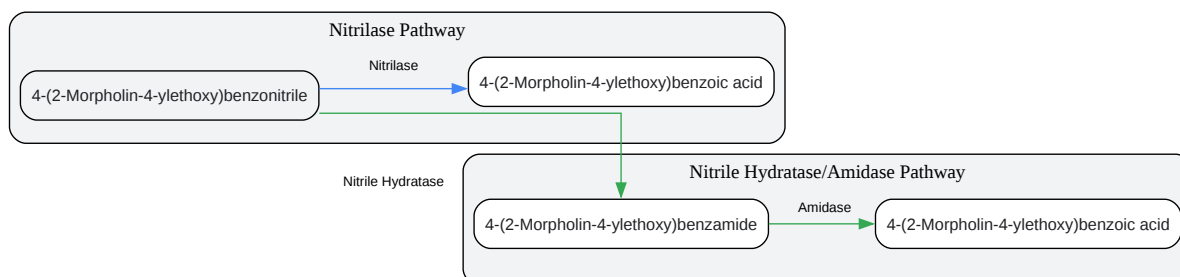 Nitrilase Pathway
Nitrilase
4-(2-Morpholin-4-ylethoxy)benzonitrile
4-(2-Morpholin-4-ylethoxy)benzoic acid
Nitrile Hydratase
Nitrile Hydratase/Amidase Pathway
Amidase
4-(2-Morpholin-4-ylethoxy)benzamide
4-(2-Morpholin-4-ylethoxy)benzoic acid